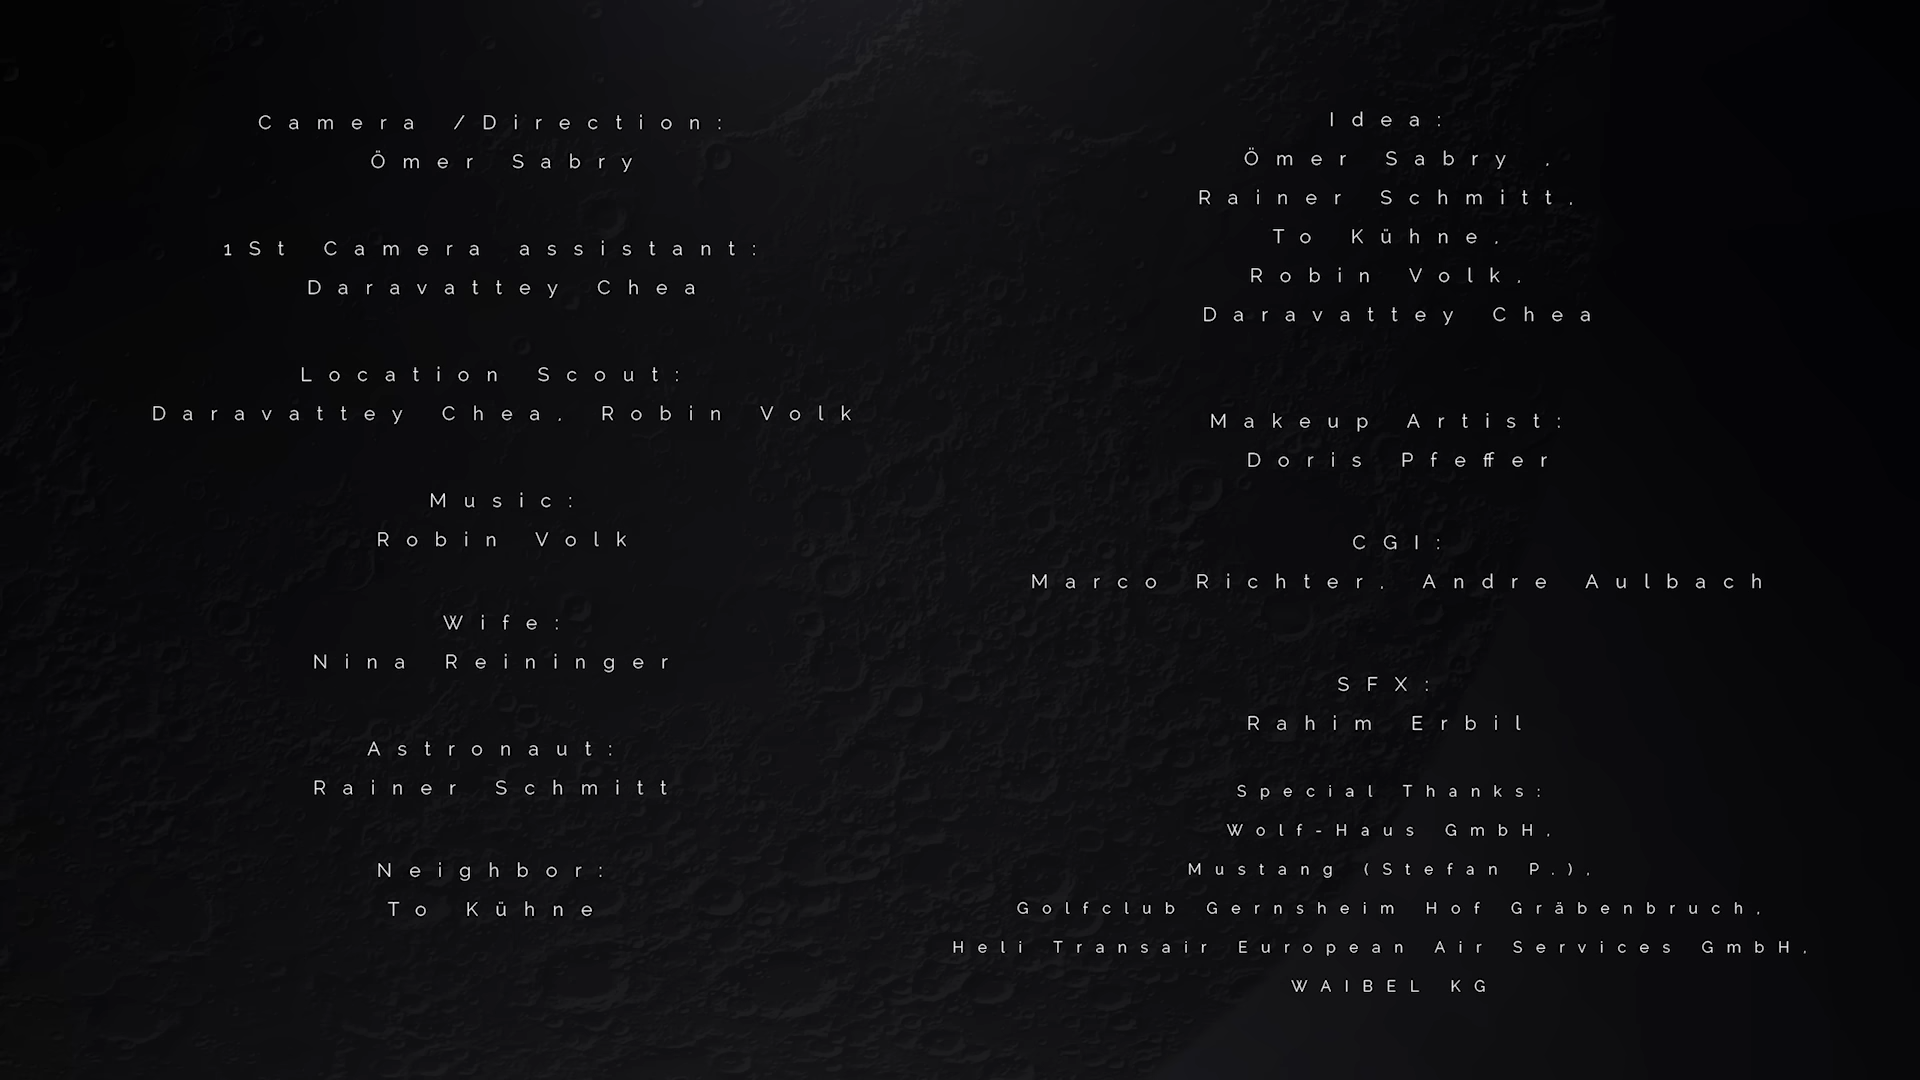 Camera /Direction:
Ömer Sabry
1St Camera assistant:
Daravattey Chea
Location Scout:
Daravattey Chea, Robin Volk
Music:
Robin Volk
Wife:
Nina Reininger
Astronaut:
Rainer Schmitt
Neighbor:
To Kühne
Idea:
Ömer Sabry ,
Rainer Schmitt,
To Kühne,
Robin Volk,
Daravattey Chea
Makeup Artist:
Doris Pfeffer
CGI:
Marco Richter, Andre Aulbach
SFX:
Rahim Erbil
Special Thanks:
Wolf-Haus GmbH,
Mustang (Stefan P.),
Golfclub Gernsheim Hof Gräbenbruch,
Heli Transair European Air Services GmbH,
WAIBEL KG